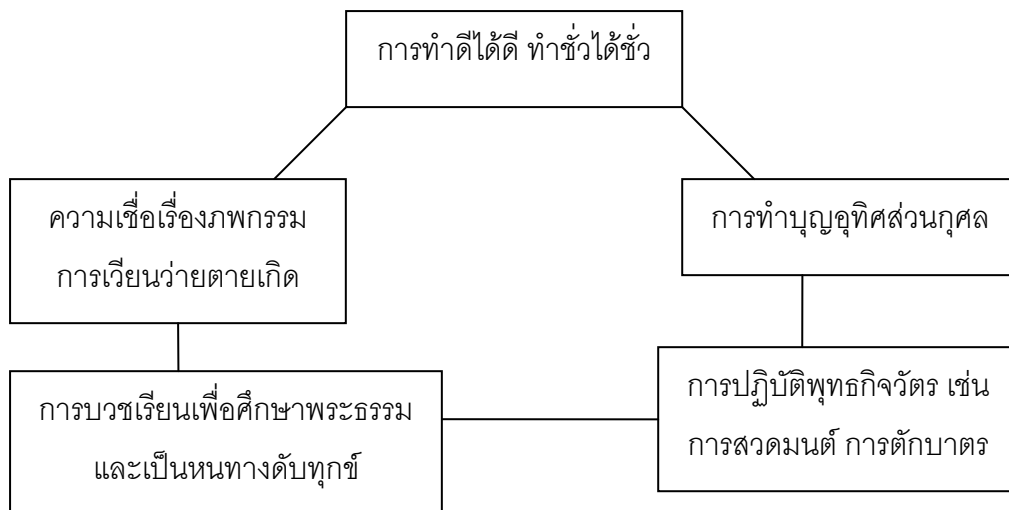 การทำดีได้ดี ทำชั่วได้ชั่ว
ความเชื่อเรื่องภพกรรม
การเวียนว่ายตายเกิด
การทำบุญอุทิศส่วนกุศล
การบวชเรียนเพื่อศึกษาพระธรรม
และเป็นหนทางดับทุกข์
การปฏิบัติพุทธกิจวัตร เช่น
การสวดมนต์ การตักบาตร